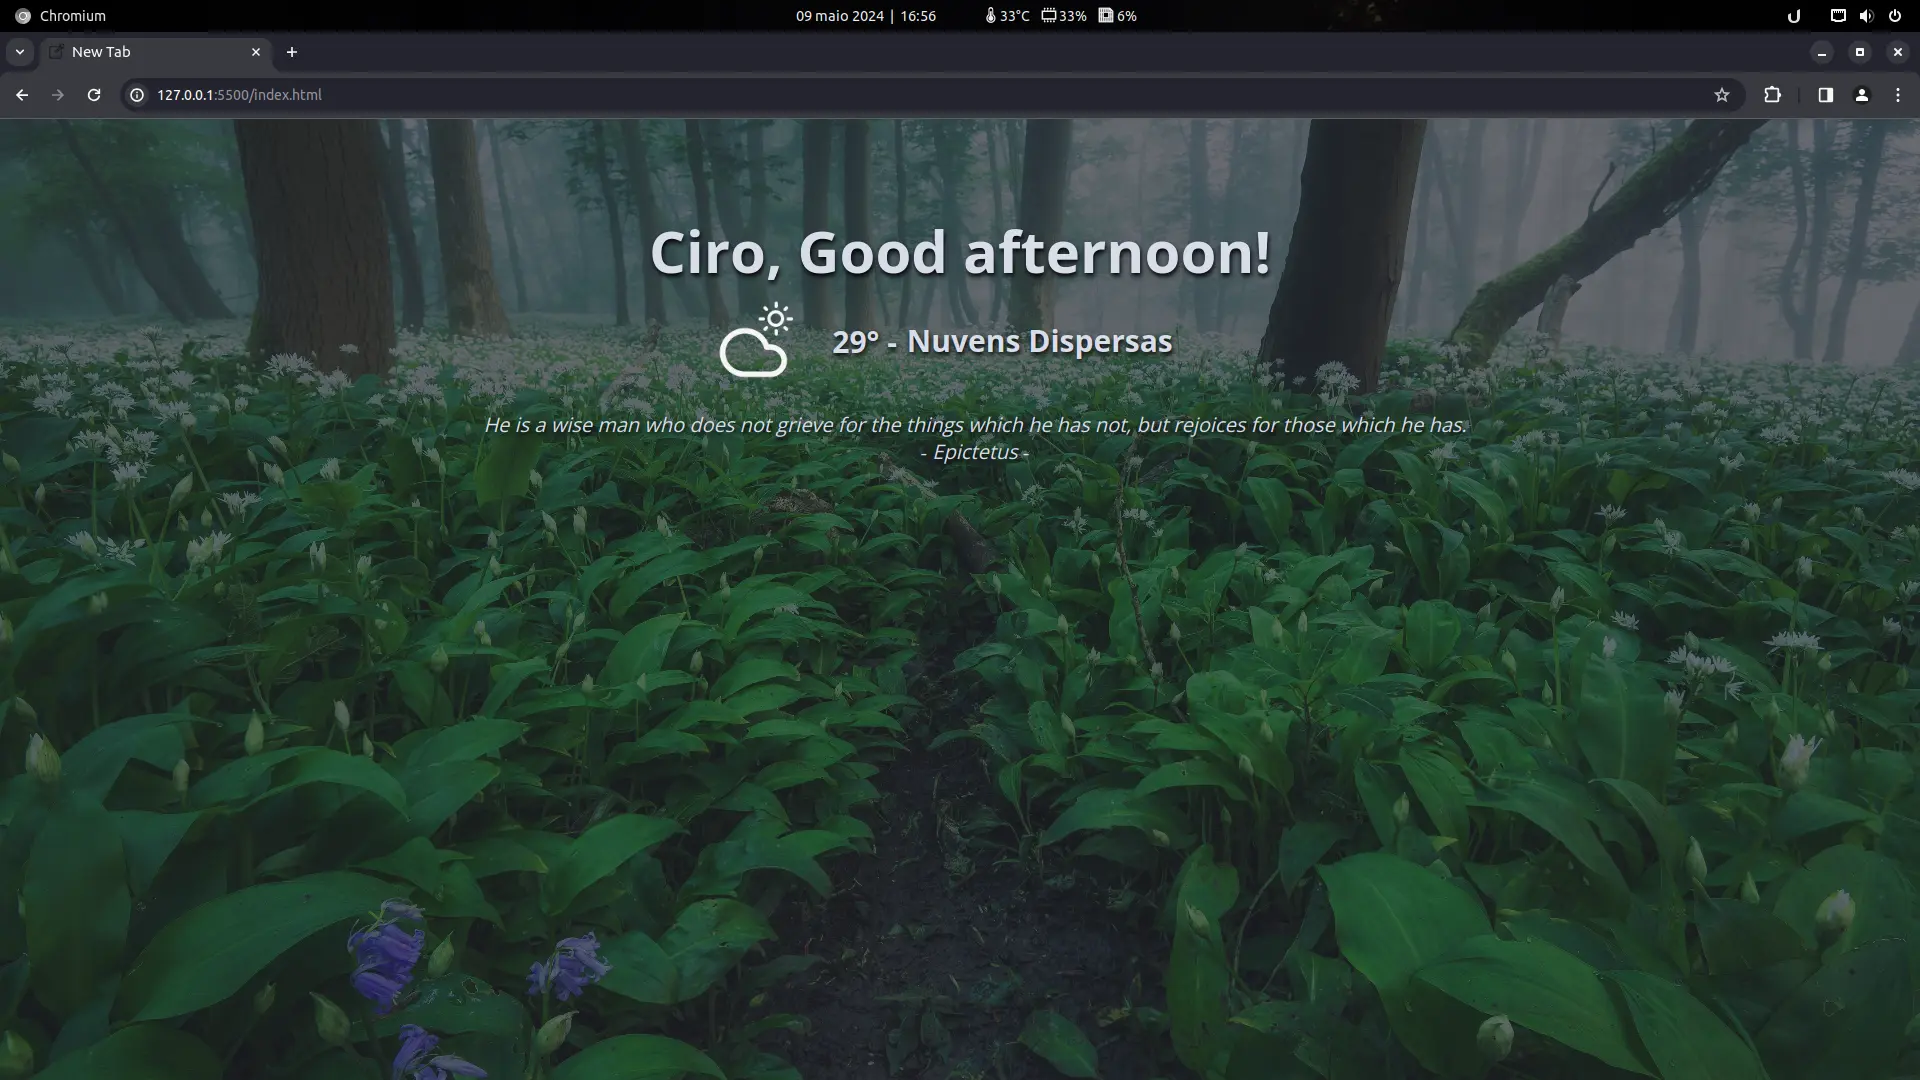 Chromium
09 maio 2024 | 16:56
33°C 33% 6%
New Tab
127.0.0.1:5500/index.html
Ciro, Good afternoon!
29° - Nuvens Dispersas
He is a wise man who does not grieve for the things which he has not, but rejoices for those which he has.
- Epictetus -